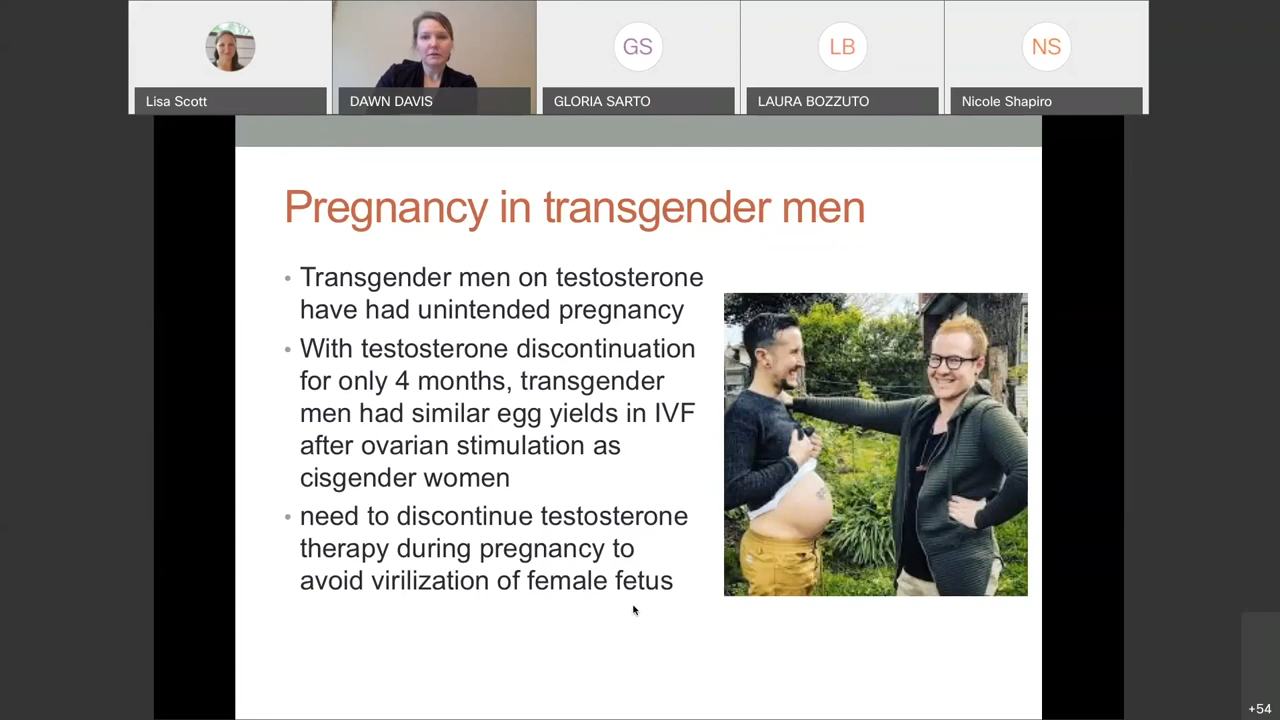 GS
LB
NS
Lisa Scott
DAWN DAVIS
GLORIA SARTO
LAURA BOZZUTO
Nicole Shapiro
Pregnancy in transgender men
• Transgender men on testosterone
have had unintended pregnancy
• With testosterone discontinuation
for only 4 months, transgender
men had similar egg yields in IVF
after ovarian stimulation as
cisgender women
• need to discontinue testosterone
therapy during pregnancy to
avoid virilization of female fetus
+54